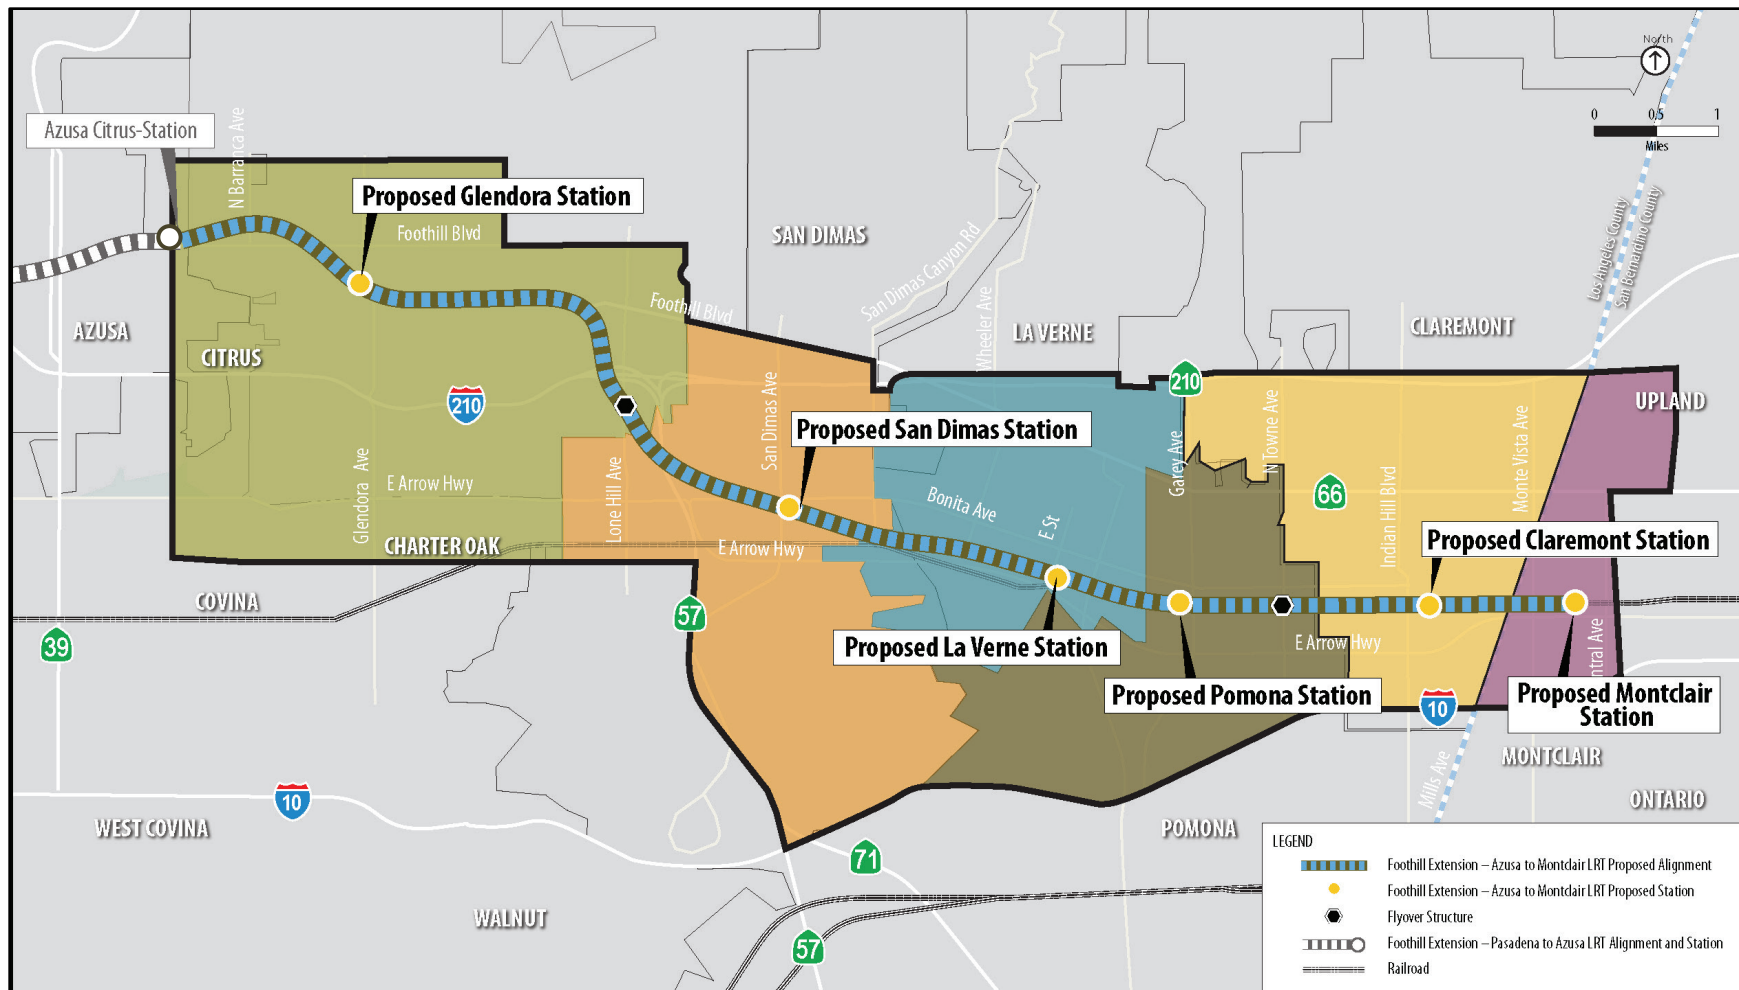 North
0 0.5 1
Miles
Azusa Citrus-Station
N Barranca Ave
Proposed Glendora Station
Foothill Blvd
SAN DIMAS
San Dimas Canyon Rd
Wheeler Ave
Los Angeles County
San Bernardino County
AZUSA
CITRUS
Foothill Blvd
LA VERNE
CLAREMONT
210
210
UPLAND
San Dimas Ave
Proposed San Dimas Station
Garey Ave
N Towne Ave
Monte Vista Ave
Glendora Ave
E Arrow Hwy
Lone Hill Ave
Bonita Ave
66
Indian Hill Blvd
E St
CHARTER OAK
E Arrow Hwy
Proposed Claremont Station
COVINA
57
39
Proposed La Verne Station
E Arrow Hwy
ntral Ave
Proposed Pomona Station
10
Proposed Montclair
Station
MONTCLAIR
Mills Ave
10
ONTARIO
WEST COVINA
POMONA
71
WALNUT
57
LEGEND
Foothill Extension – Azusa to Montclair LRT Proposed Alignment
Foothill Extension – Azusa to Montclair LRT Proposed Station
Flyover Structure
Foothill Extension – Pasadena to Azusa LRT Alignment and Station
Railroad